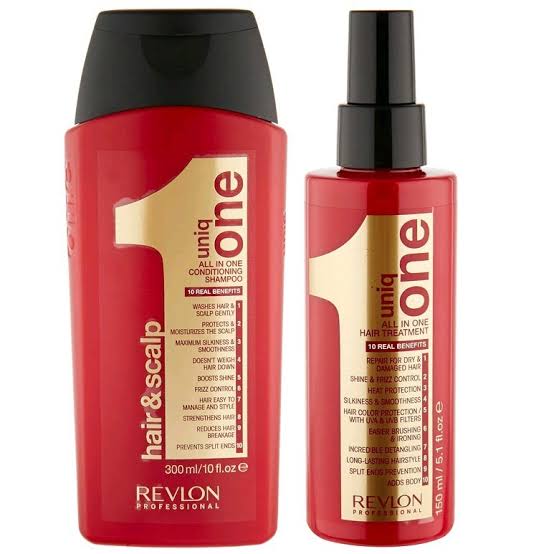 hair&scalp
1
uniq
one
ALL IN ONE
CONDITIONING
SHAMPOO
10 REAL BENEFITS
WASHES HAIR & 1
SCALP GENTLY
PROTECTS & 2
MOISTURIZES THE SCALP
MAXIMUM SILKINESS & 3
SMOOTHNESS
DOESN'T WEIGH 4
HAIR DOWN
BOOSTS SHINE 5
FRIZZ CONTROL 6
HAIR EASY TO 7
MANAGE AND STYLE
STRENGTHENS HAIR 8
REDUCES HAIR 9
BREAKAGE
PREVENTS SPLIT ENDS 10
300 ml/10 fl.oz e
REVLON
PROFESSIONAL
1
uniq
one
ALL IN ONE
HAIR TREATMENT
10 REAL BENEFITS
REPAIR FOR DRY & 1
DAMAGED HAIR
SHINE & FRIZZ CONTROL 2
HEAT PROTECTION 3
SILKINESS & SMOOTHNESS 4
HAIR COLOR PROTECTION / 5
WITH UVA & UVB FILTERS
EASIER BRUSHING 6
& IRONING
INCREDIBLE DETANGLING 7
LONG-LASTING HAIRSTYLE 8
SPLIT ENDS PREVENTION 9
ADDS BODY 10
150 ml / 5.1 fl.oz e
REVLON
PROFESSIONAL